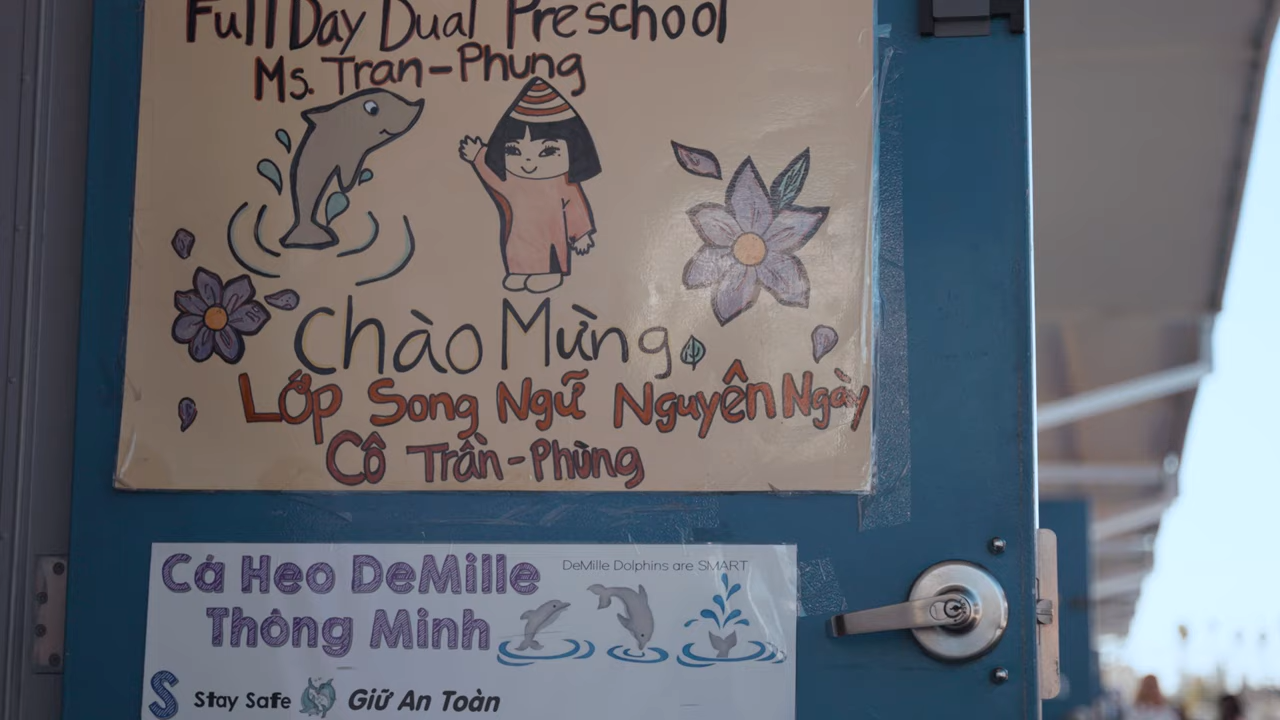 Full Day Dual Preschool
Ms. Tran-Phung
Chào Mừng
Lớp Song Ngữ Nguyên Ngày
Cô Trần-Phùng
Cá Heo DeMille
Thông Minh
DeMille Dolphins are SMART
S Stay Safe Giữ An Toàn